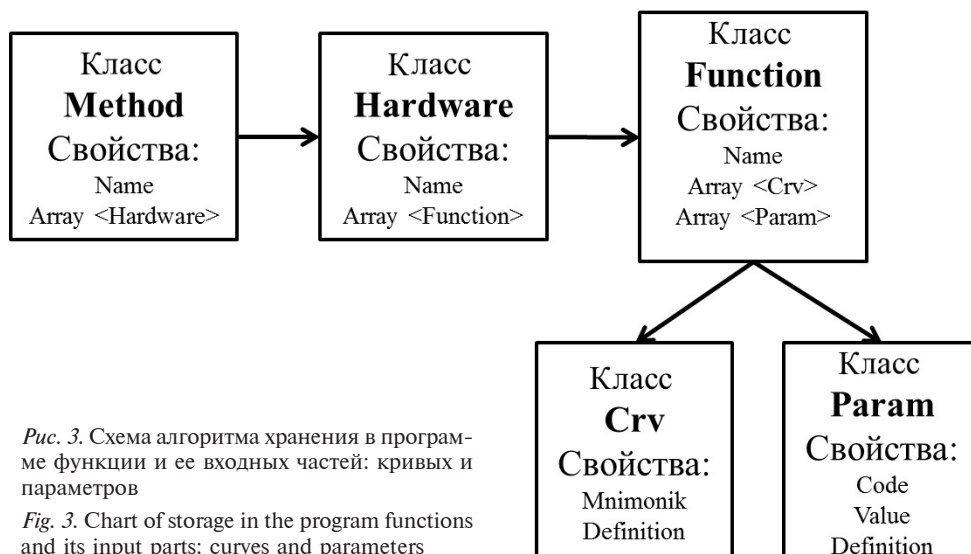 Класс
Method
Свойства:
Name
Array <Hardware>
Класс
Hardware
Свойства:
Name
Array <Function>
Класс
Function
Свойства:
Name
Array <Crv>
Array <Param>
Класс
Crv
Свойства:
Mnimonik
Definition
Класс
Param
Свойства:
Code
Value
Definition
Рис. 3. Схема алгоритма хранения в програм-
ме функции и ее входных частей: кривых и
параметров
Fig. 3. Chart of storage in the program functions
and its input parts: curves and parameters